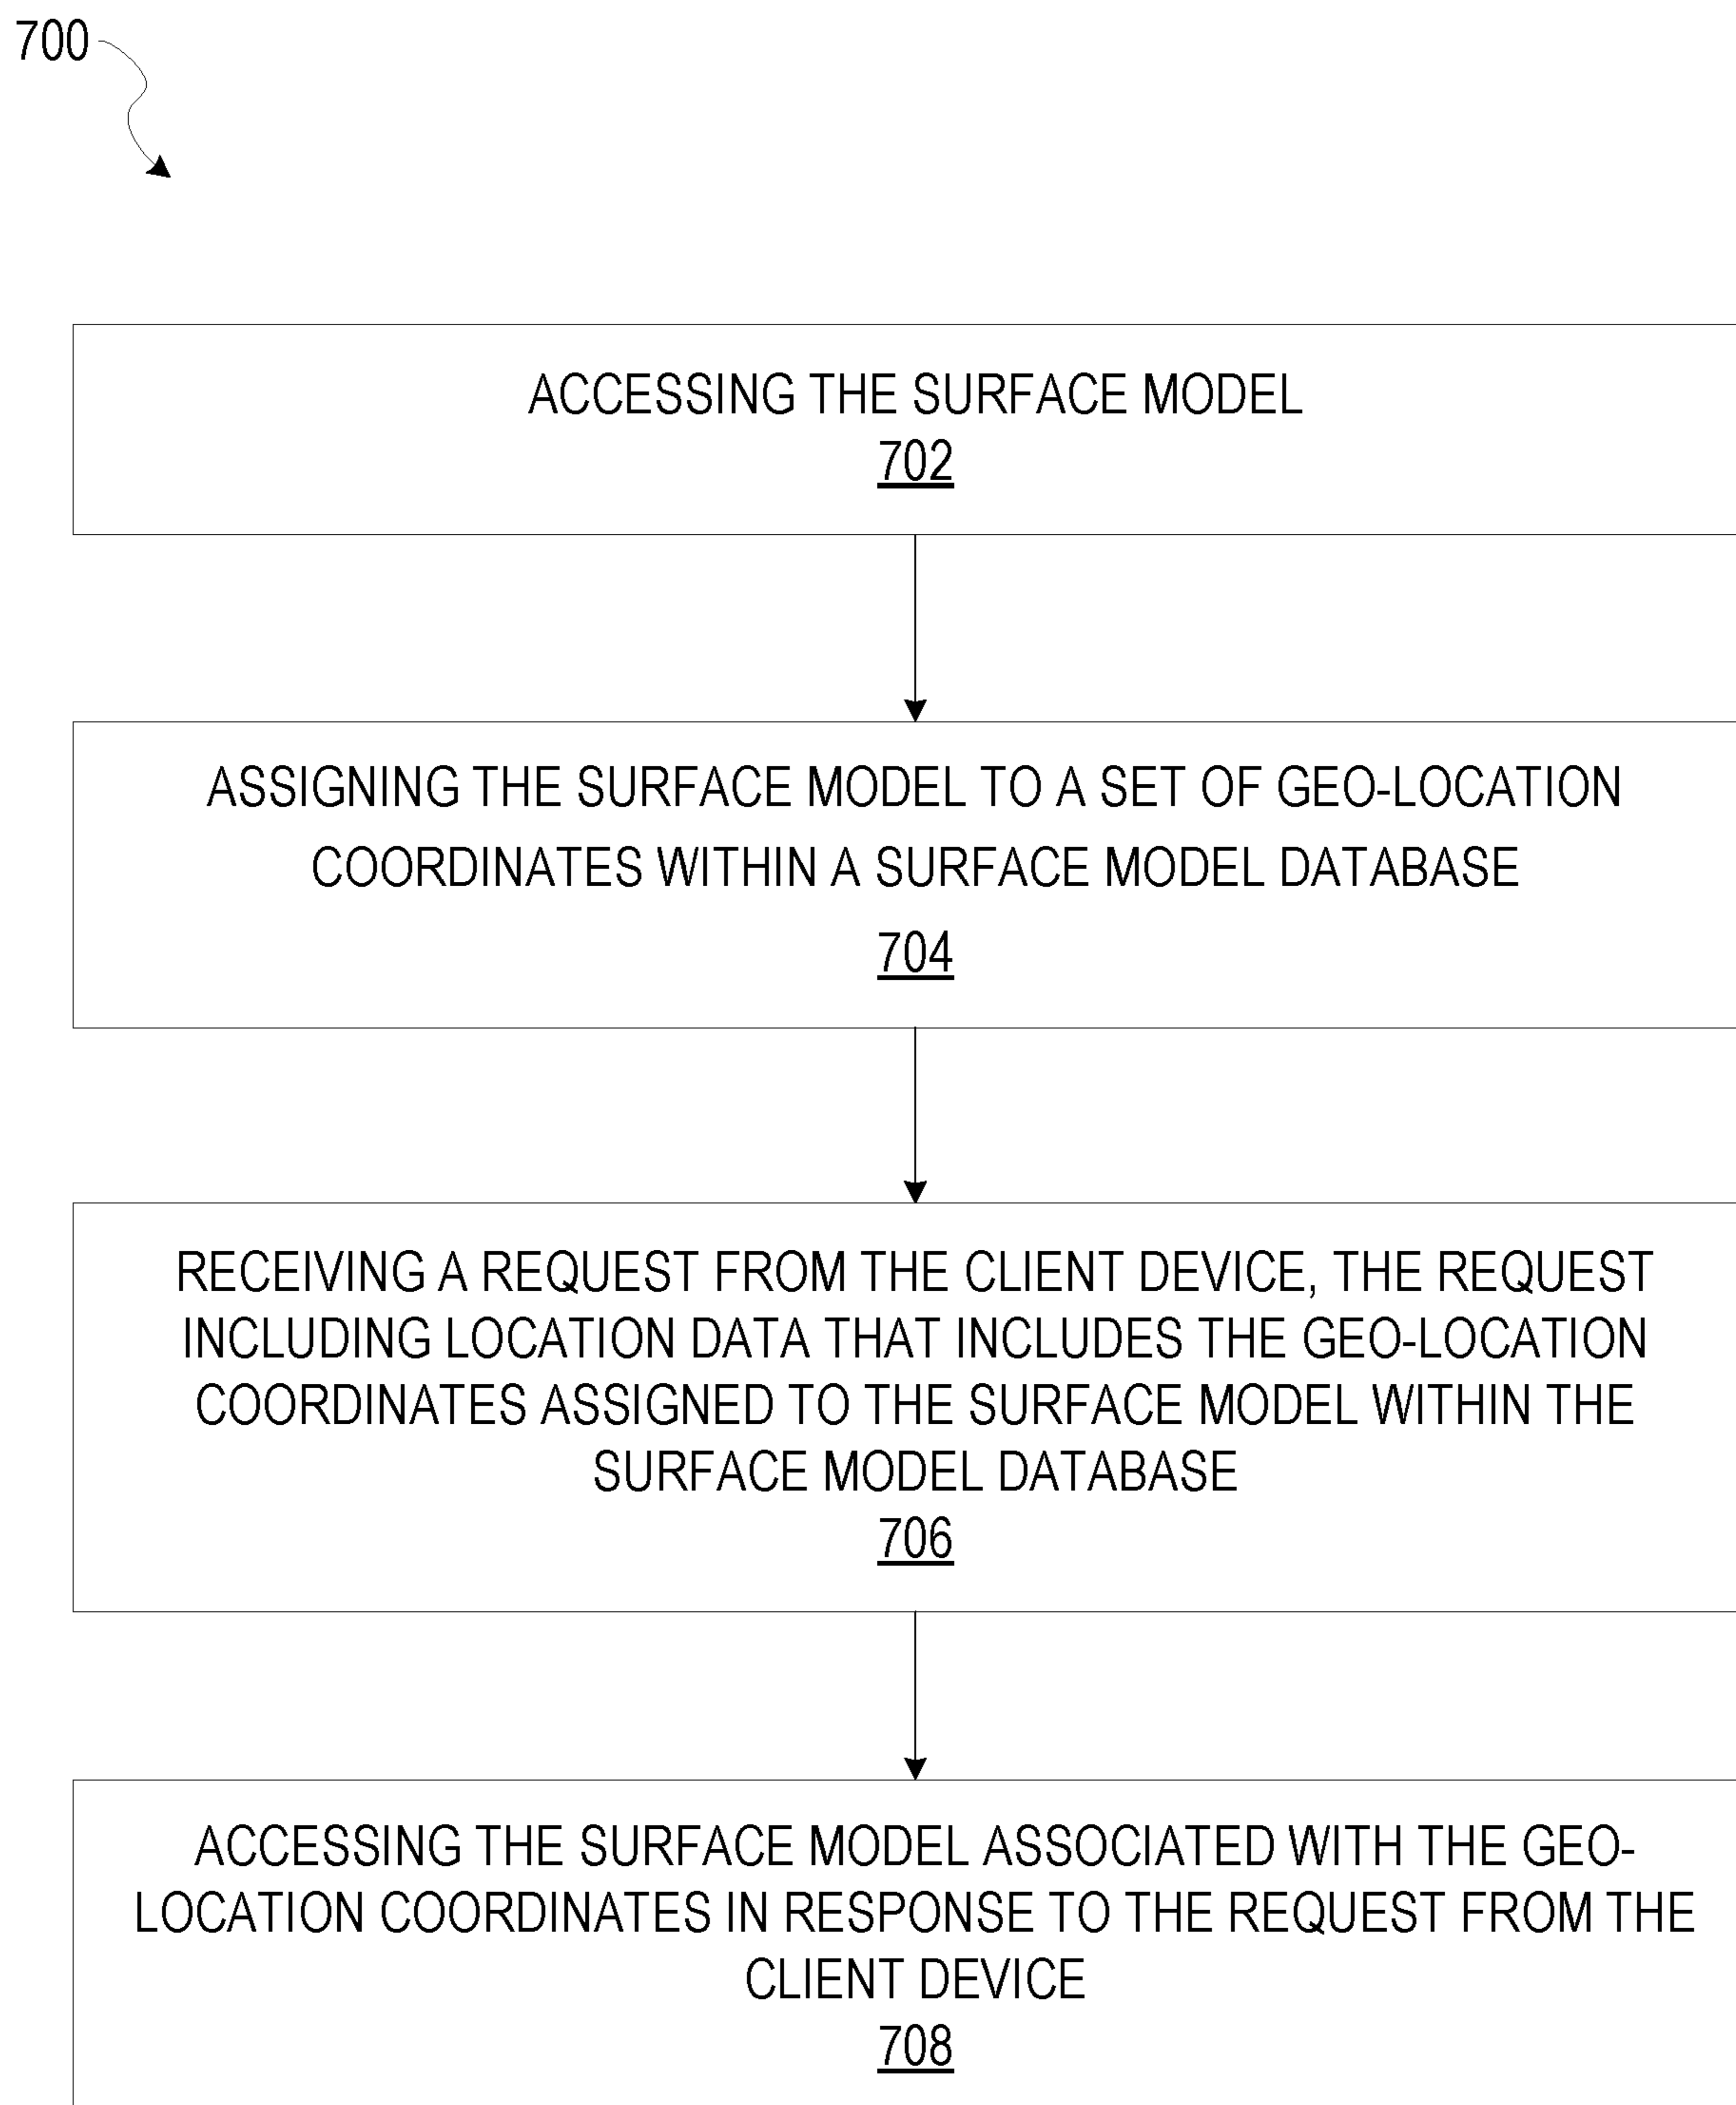 700
ACCESSING THE SURFACE MODEL
702
ASSIGNING THE SURFACE MODEL TO A SET OF GEO-LOCATION
COORDINATES WITHIN A SURFACE MODEL DATABASE
704
RECEIVING A REQUEST FROM THE CLIENT DEVICE, THE REQUEST
INCLUDING LOCATION DATA THAT INCLUDES THE GEO-LOCATION
COORDINATES ASSIGNED TO THE SURFACE MODEL WITHIN THE
SURFACE MODEL DATABASE
706
ACCESSING THE SURFACE MODEL ASSOCIATED WITH THE GEO-
LOCATION COORDINATES IN RESPONSE TO THE REQUEST FROM THE
CLIENT DEVICE
708